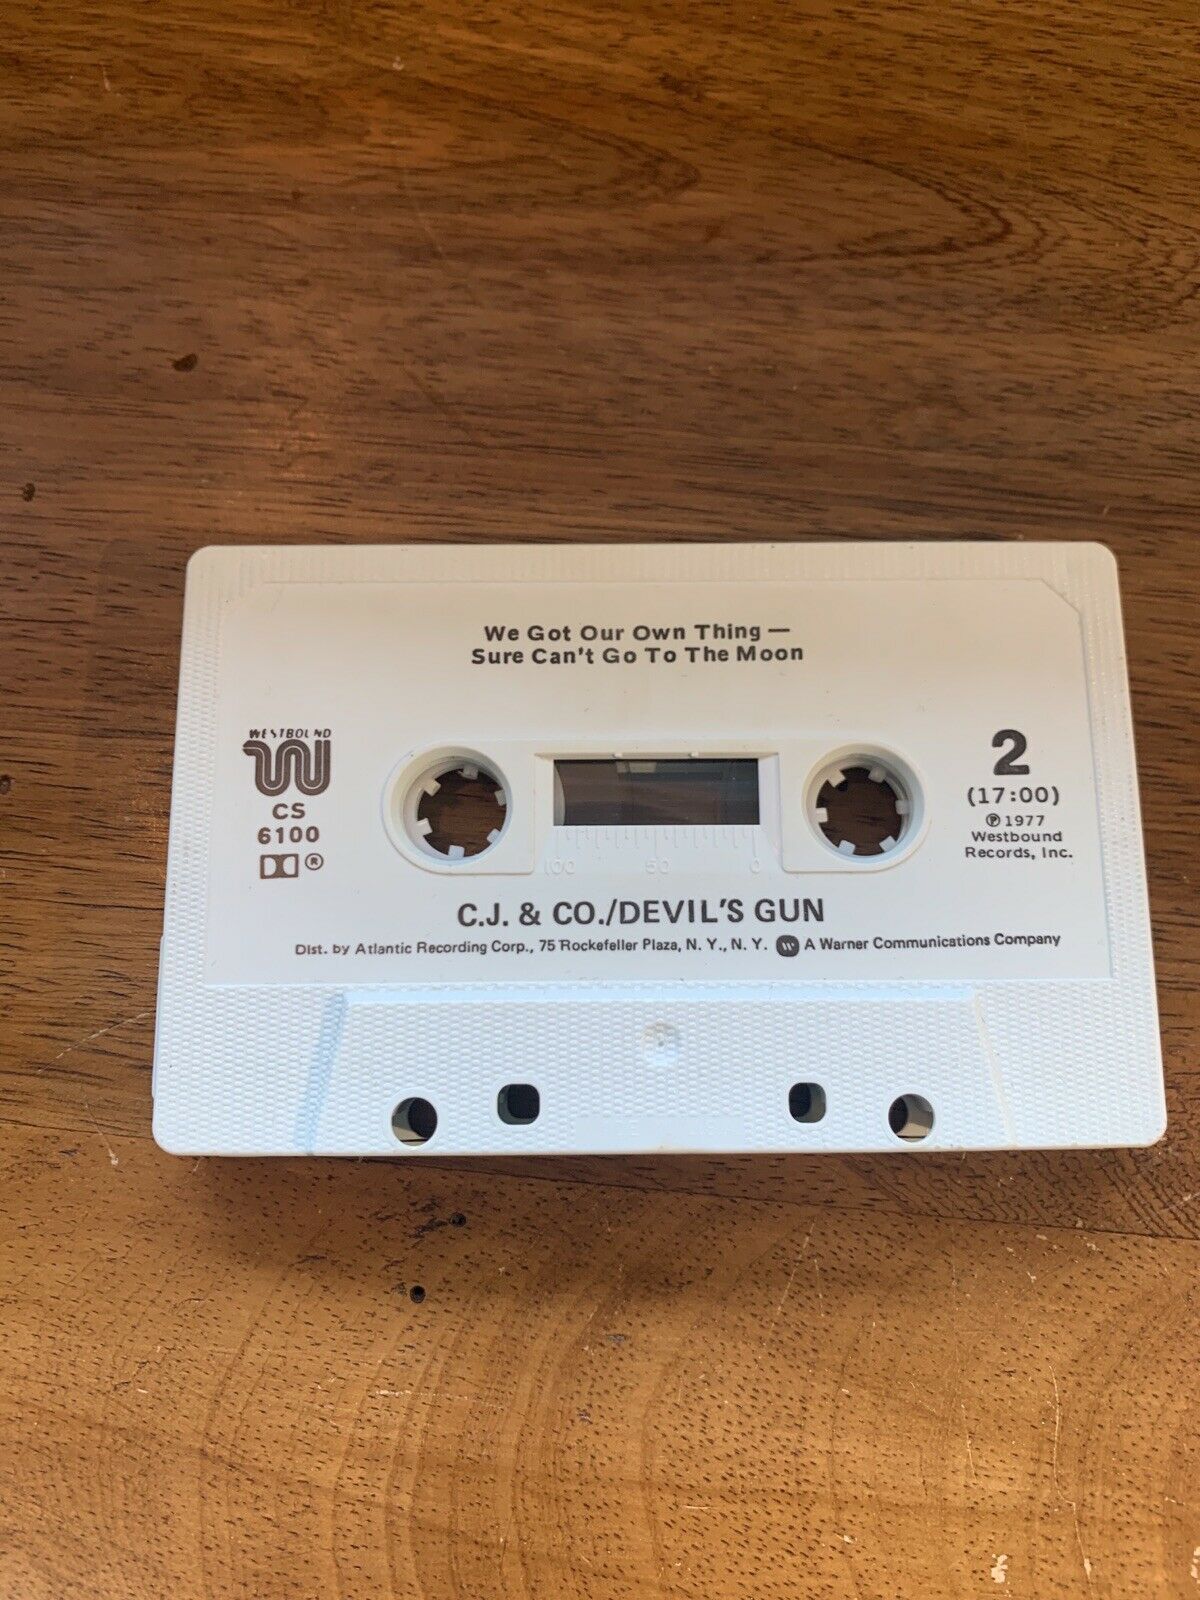 We Got Our Own Thing —
Sure Can't Go To The Moon
WESTBOUND
CS
6100
®
2
(17:00)
℗ 1977
Westbound
Records, Inc.
100 50 0
C.J. & CO./DEVIL'S GUN
Dist. by Atlantic Recording Corp., 75 Rockefeller Plaza, N. Y., N. Y. W A Warner Communications Company